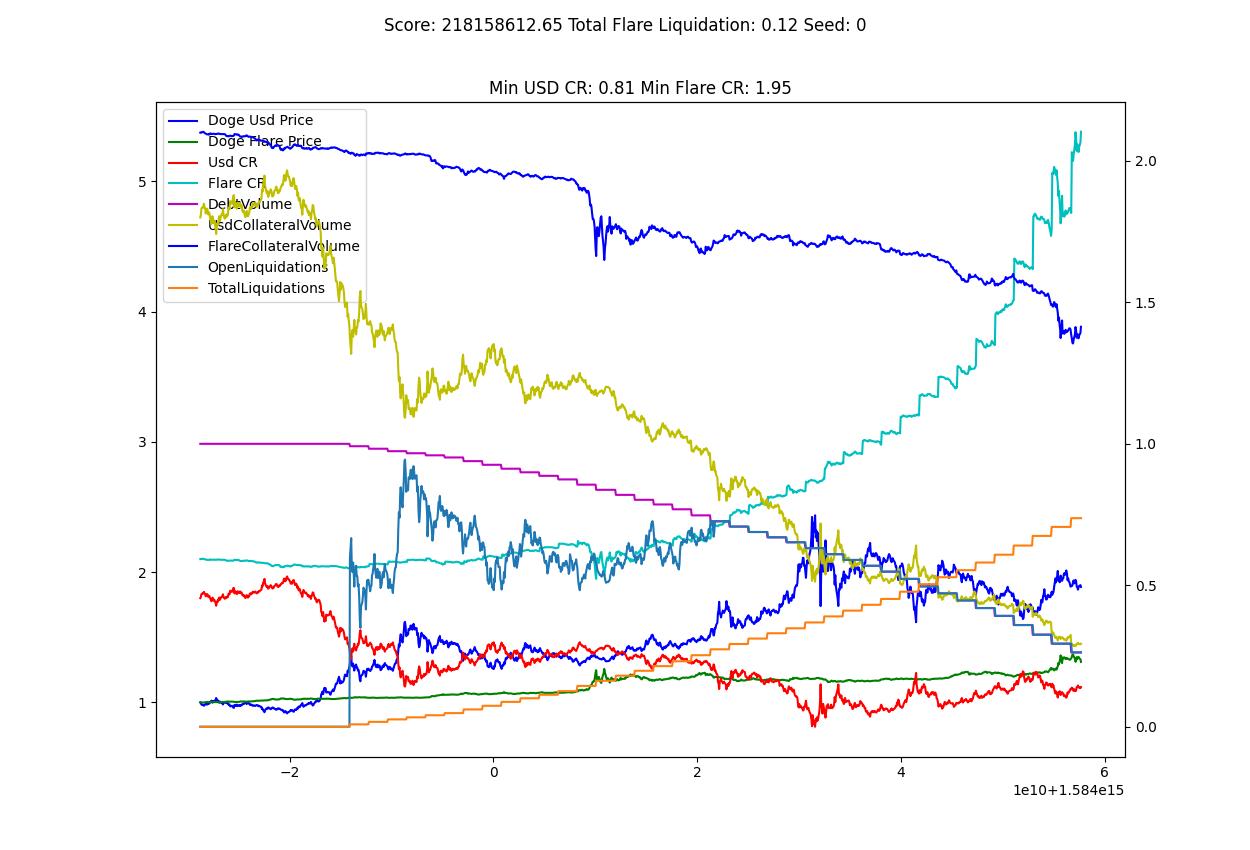 Score: 218158612.65 Total Flare Liquidation: 0.12 Seed: 0
Min USD CR: 0.81 Min Flare CR: 1.95
Doge Usd Price
Doge Flare Price
Usd CR
Flare CR
DebtVolume
UsdCollateralVolume
FlareCollateralVolume
OpenLiquidations
TotalLiquidations
5
4
3
2
1
2.0
1.5
1.0
0.5
0.0
−2
0
2
4
6
1e10+1.584e15